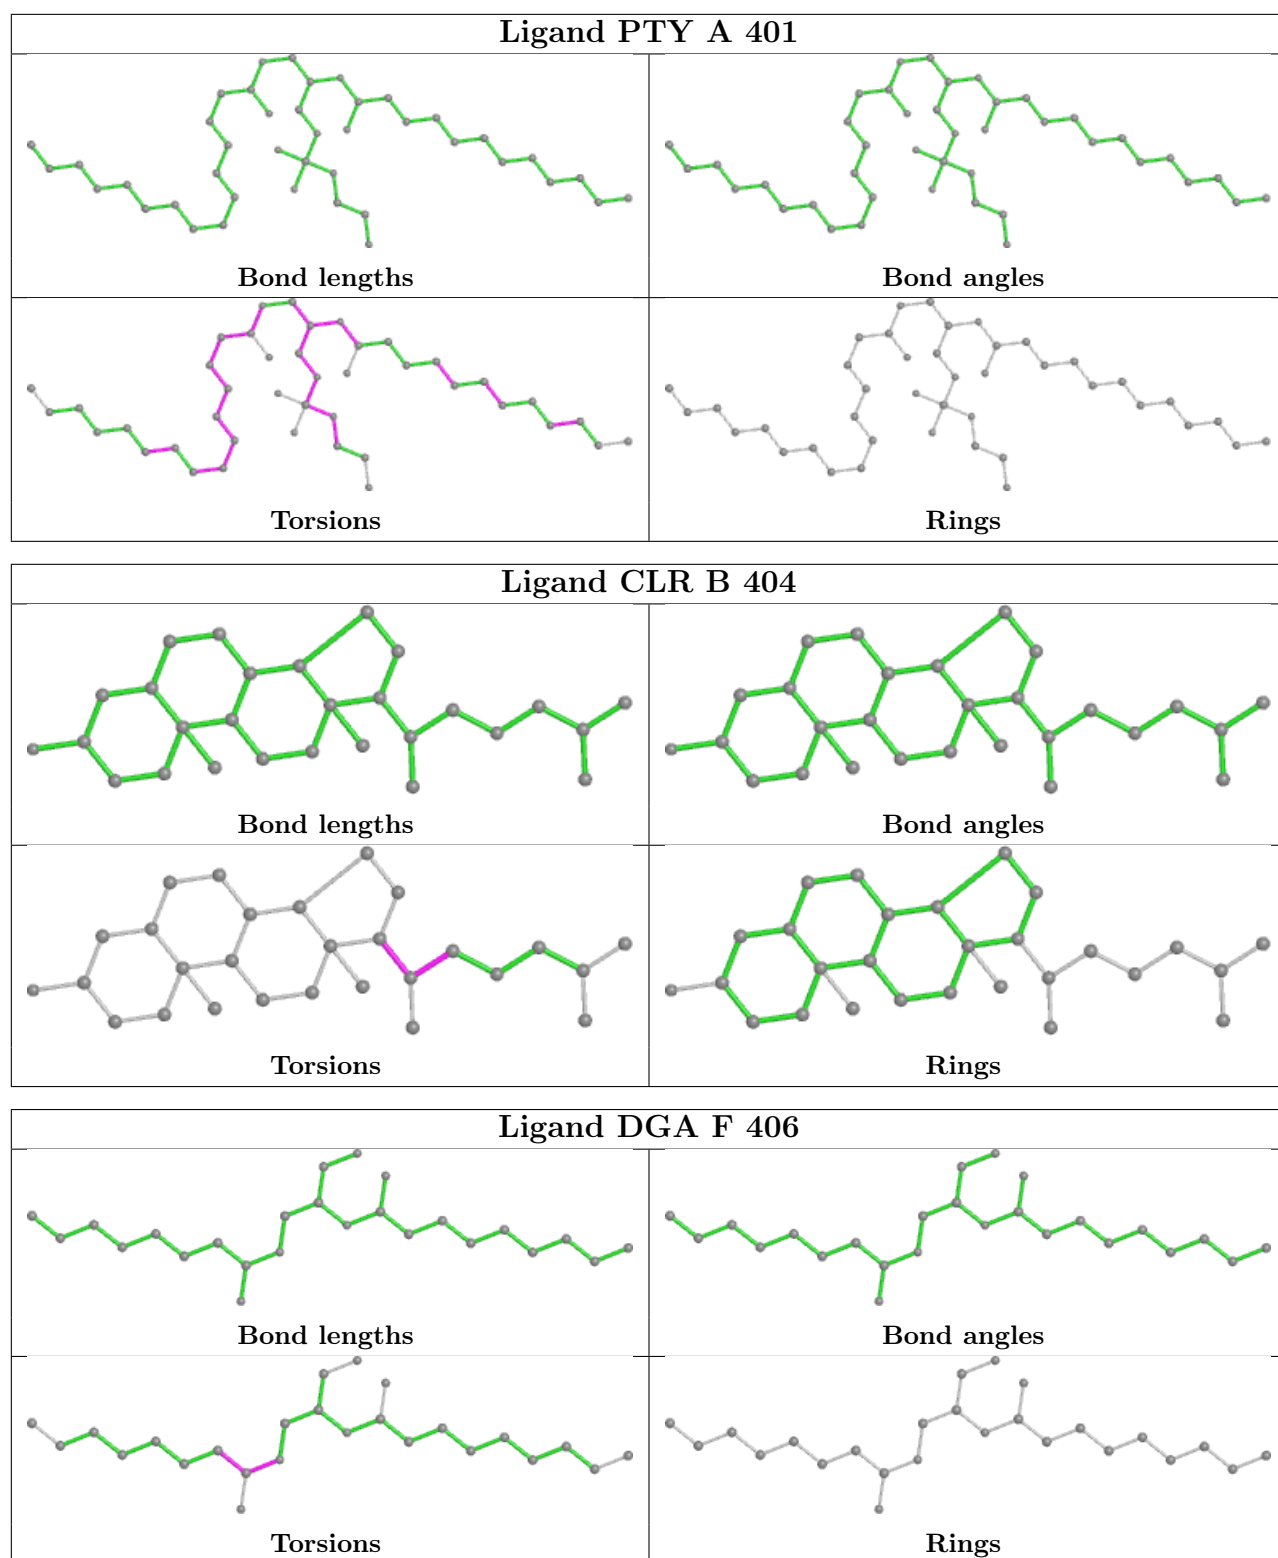 Ligand PTY A 401
Bond lengths
Bond angles
Torsions
Rings
Ligand CLR B 404
Bond lengths
Bond angles
Torsions
Rings
Ligand DGA F 406
Bond lengths
Bond angles
Torsions
Rings